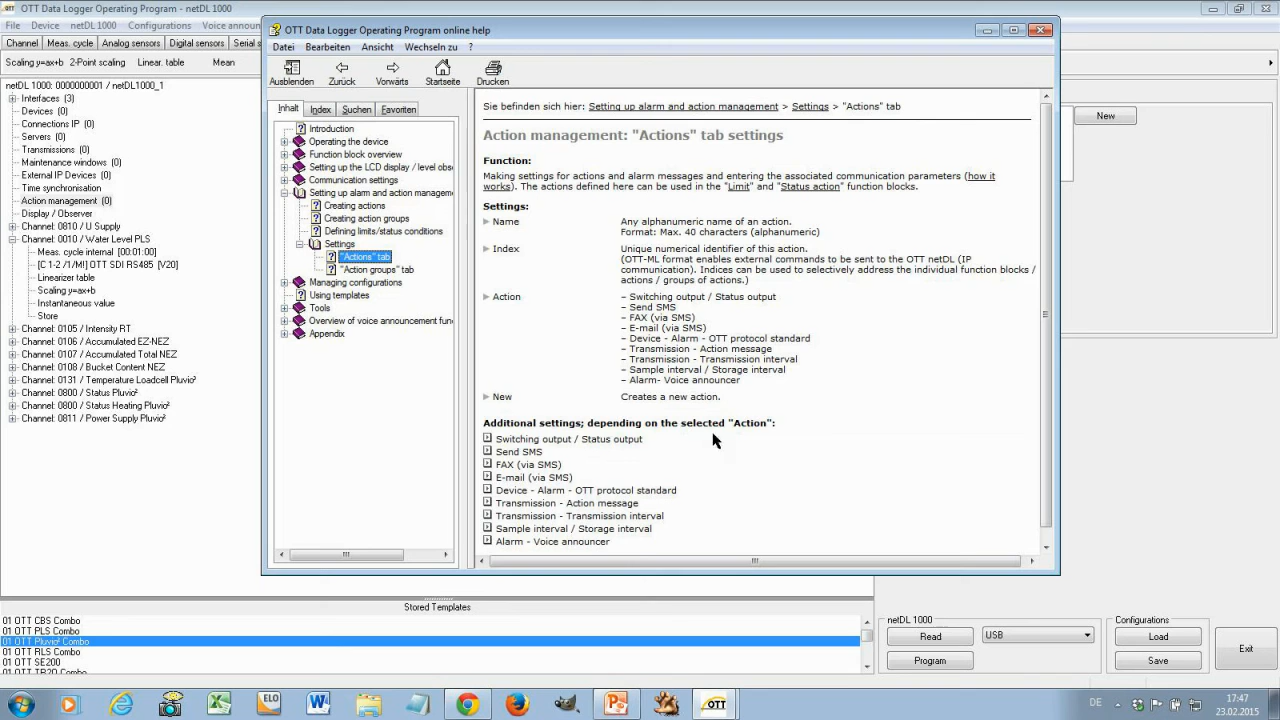 OTT Data Logger Operating Program - netDL 1000
File Device netDL 1000 Configurations Voice announ
Channel Meas. cycle Analog sensors Digital sensors Serial s
Scaling y=ax+b 2-Point scaling Linear. table Mean
netDL 1000: 0000000001 / netDL1000_1
Interfaces (3)
Devices (0)
Connections IP (0)
Servers (0)
Transmissions (0)
Maintenance windows (0)
External IP Devices (0)
Time synchronisation
Action management (0)
Display / Observer
Channel: 0810 / U Supply
Channel: 0010 / Water Level PLS
Meas. cycle internal [00:01:00]
[C 1-2 /1/MI] OTT SDI RS485 [V20]
Linearizer table
Scaling y=ax+b
Instantaneous value
Store
Channel: 0105 / Intensity RT
Channel: 0106 / Accumulated EZ-NEZ
Channel: 0107 / Accumulated Total NEZ
Channel: 0108 / Bucket Content NEZ
Channel: 0131 / Temperature Loadcell Pluvio²
Channel: 0800 / Status Pluvio²
Channel: 0800 / Status Heating Pluvio²
Channel: 0811 / Power Supply Pluvio²
OTT Data Logger Operating Program online help
Datei Bearbeiten Ansicht Wechseln zu ?
Ausblenden Zurück Vorwärts Startseite Drucken
Inhalt Index Suchen Favoriten
Introduction
Operating the device
Function block overview
Setting up the LCD display / level obs
Communication settings
Setting up alarm and action managem
Creating actions
Creating action groups
Defining limits/status conditions
Settings
"Actions" tab
"Action groups" tab
Managing configurations
Using templates
Tools
Overview of voice announcement fun
Appendix
Sie befinden sich hier: Setting up alarm and action management > Settings > "Actions" tab
Action management: "Actions" tab settings
Function:
Making settings for actions and alarm messages and entering the associated communication parameters (how it
works). The actions defined here can be used in the "Limit" and "Status action" function blocks.
Settings:
Name Any alphanumeric name of an action.
Format: Max. 40 characters (alphanumeric)
Index Unique numerical identifier of this action.
(OTT-ML format enables external commands to be sent to the OTT netDL (IP
communication). Indices can be used to selectively address the individual function blocks /
actions / groups of actions.)
Action – Switching output / Status output
– Send SMS
– FAX (via SMS)
– E-mail (via SMS)
– Device - Alarm - OTT protocol standard
– Transmission - Action message
– Transmission- Transmission interval
– Sample interval / Storage interval
– Alarm- Voice announcer
New Creates a new action.
Additional settings; depending on the selected "Action":
Switching output / Status output
Send SMS
FAX (via SMS)
E-mail (via SMS)
Device - Alarm - OTT protocol standard
Transmission - Action message
Transmission - Transmission interval
Sample interval / Storage interval
Alarm - Voice announcer
New
Stored Templates
01 OTT CBS Combo
01 OTT PLS Combo
01 OTT Pluvio² Combo
01 OTT RLS Combo
01 OTT SE200
01 OTT TB20 Combo
netDL 1000
Read
USB
Program
Configurations
Load
Save
Exit
ELO
OTT
DE
17:47
23.02.2015